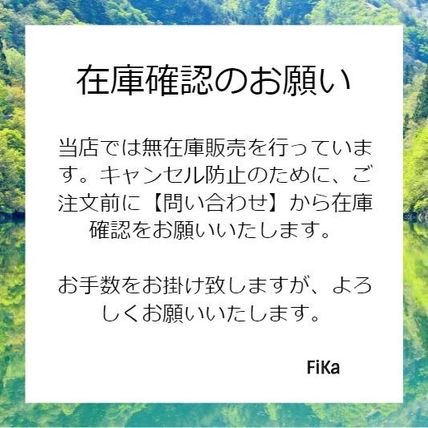 在庫確認のお願い
当店では無在庫販売を行っていま
す。キャンセル防止のために、ご
注文前に【問い合わせ】から在庫
確認をお願いいたします。
お手数をお掛け致しますが、よろ
しくお願いいたします。
FiKa